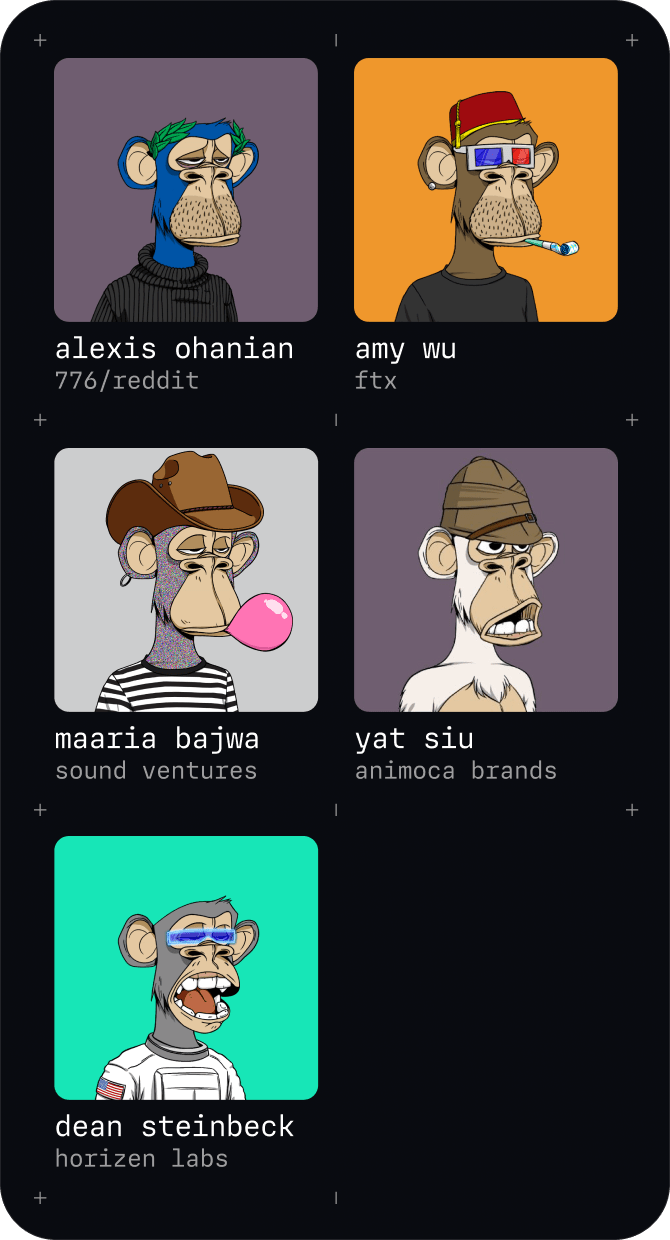 alexis ohanian
776/reddit
amy wu
ftx
maaria bajwa
sound ventures
yat siu
animoca brands
dean steinbeck
horizen labs